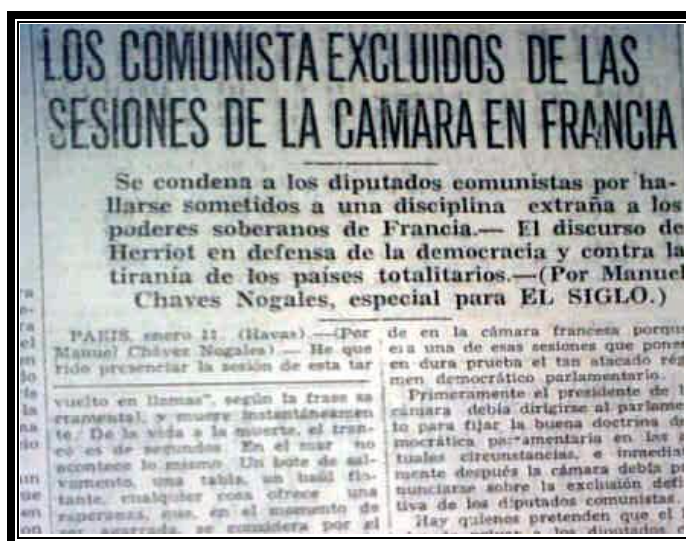 LOS COMUNISTA EXCLUIDOS DE LAS
SESIONES DE LA CAMARA EN FRANCIA
Se condena a los diputados comunistas por ha-
llarse sometidos a una disciplina extraña a los
poderes soberanos de Francia.— El discurso de
Herriot en defensa de la democracia y contra la
tiranía de los países totalitarios.—(Por Manuel
Chaves Nogales, especial para EL SIGLO.)
PARIS, enero 11. (Havas).—(Por
Manuel Chávez Nogales).— He que
rido presenciar la sesión de esta tar
vuelto en llamas", según la frase sa
cramental, y muere instantáneamen
te. De la vida a la muerte, el tran-
ce es de segundos. En el mar no
acontece lo mismo. Un bote de sal-
vamento, una tabla, un baúl flo-
tante, cualquier cosa ofrece una
esperanza, que, en el momento de
ser agarrada, se considera por el
de en la cámara francesa porque
era una de esas sesiones que ponen
en dura prueba el tan atacado rég
men democrático parlamentario.
Primeramente el presidente de l
cámara debía dirigirse al parlame
to para fijar la buena doctrina de
mocrática parlamentaria en las a
tuales circunstancias, e inmediat
mente después la cámara debía p
nunciarse sobre la exclusión defi
tiva de los diputados comunistas.
Hay quienes pretenden que el
a los diputados